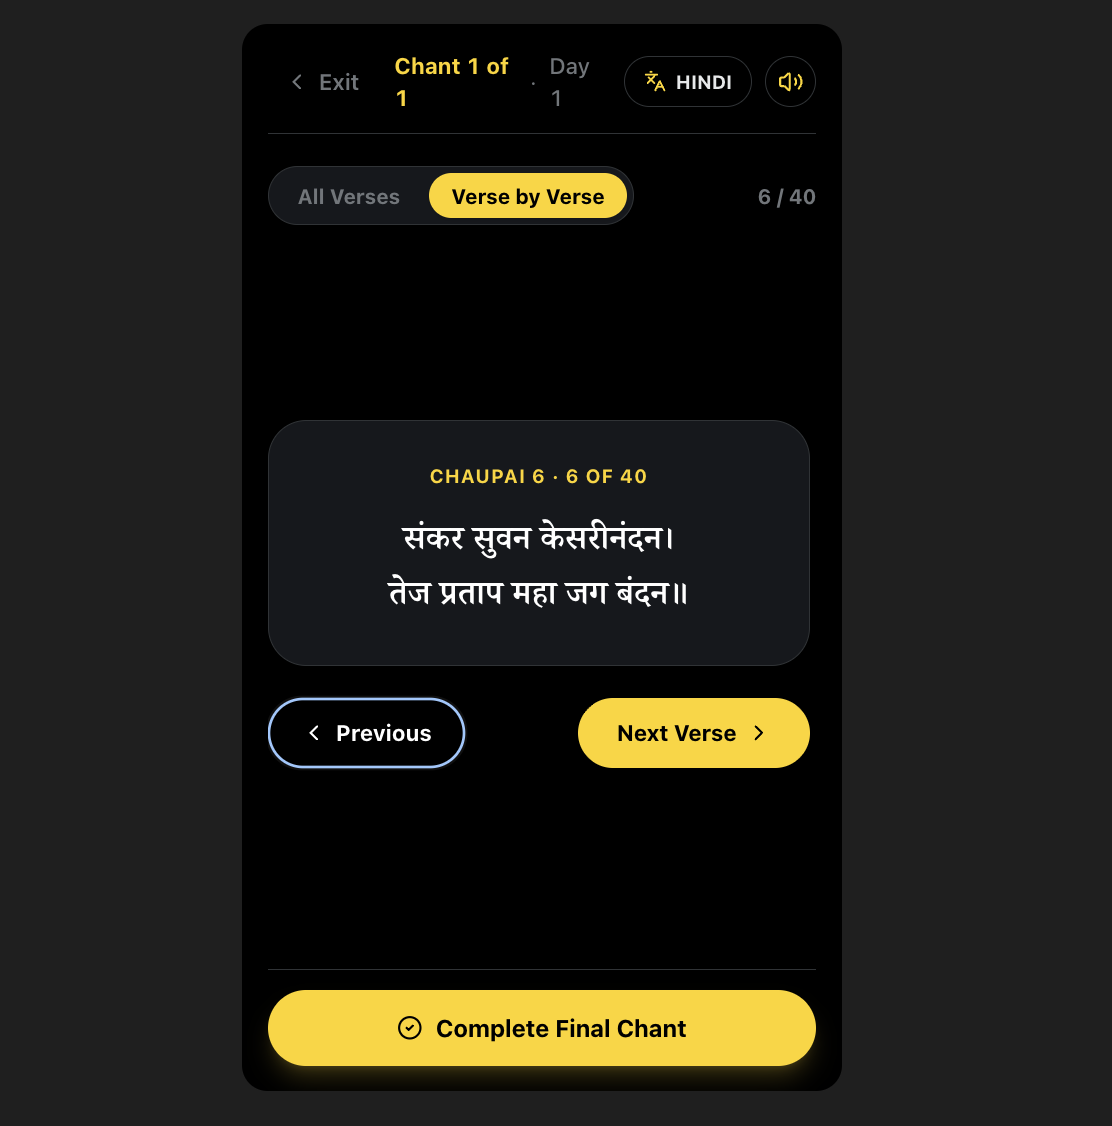 Exit
Chant 1 of
1
·
Day
1
HINDI
All Verses
Verse by Verse
6 / 40
CHAUPAI 6 · 6 OF 40
संकर सुवन केसरीनंदन।
तेज प्रताप महा जग बंदन॥
Previous
Next Verse
Complete Final Chant